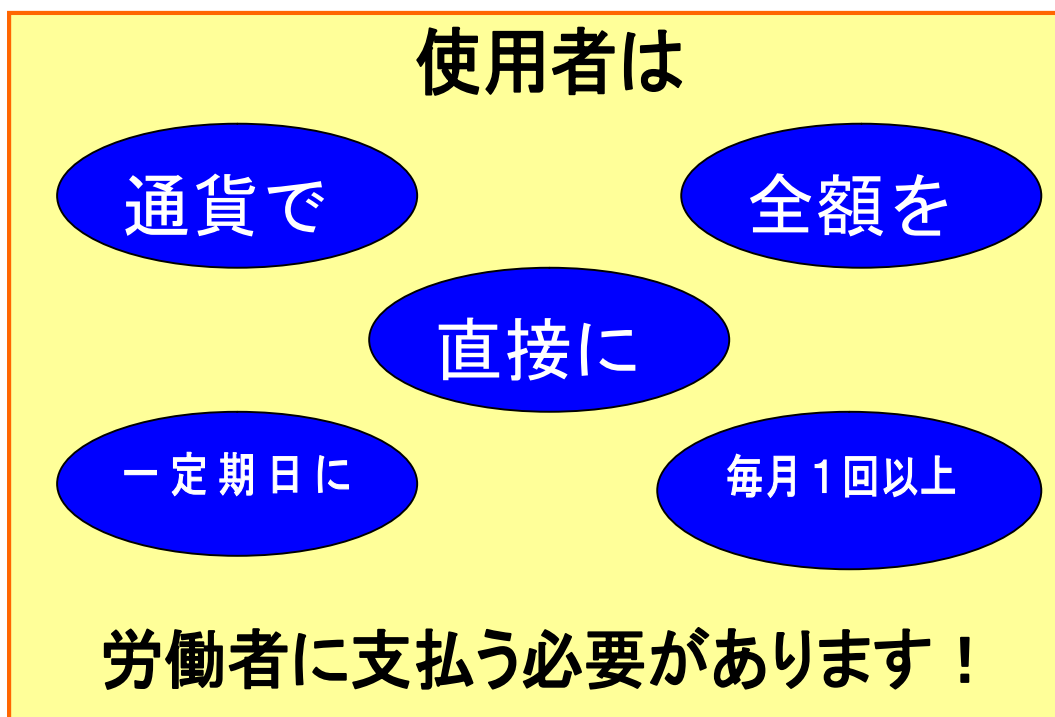 使用者は
通貨で
全額を
直接に
一定期日に
毎月１回以上
労働者に支払う必要があります！